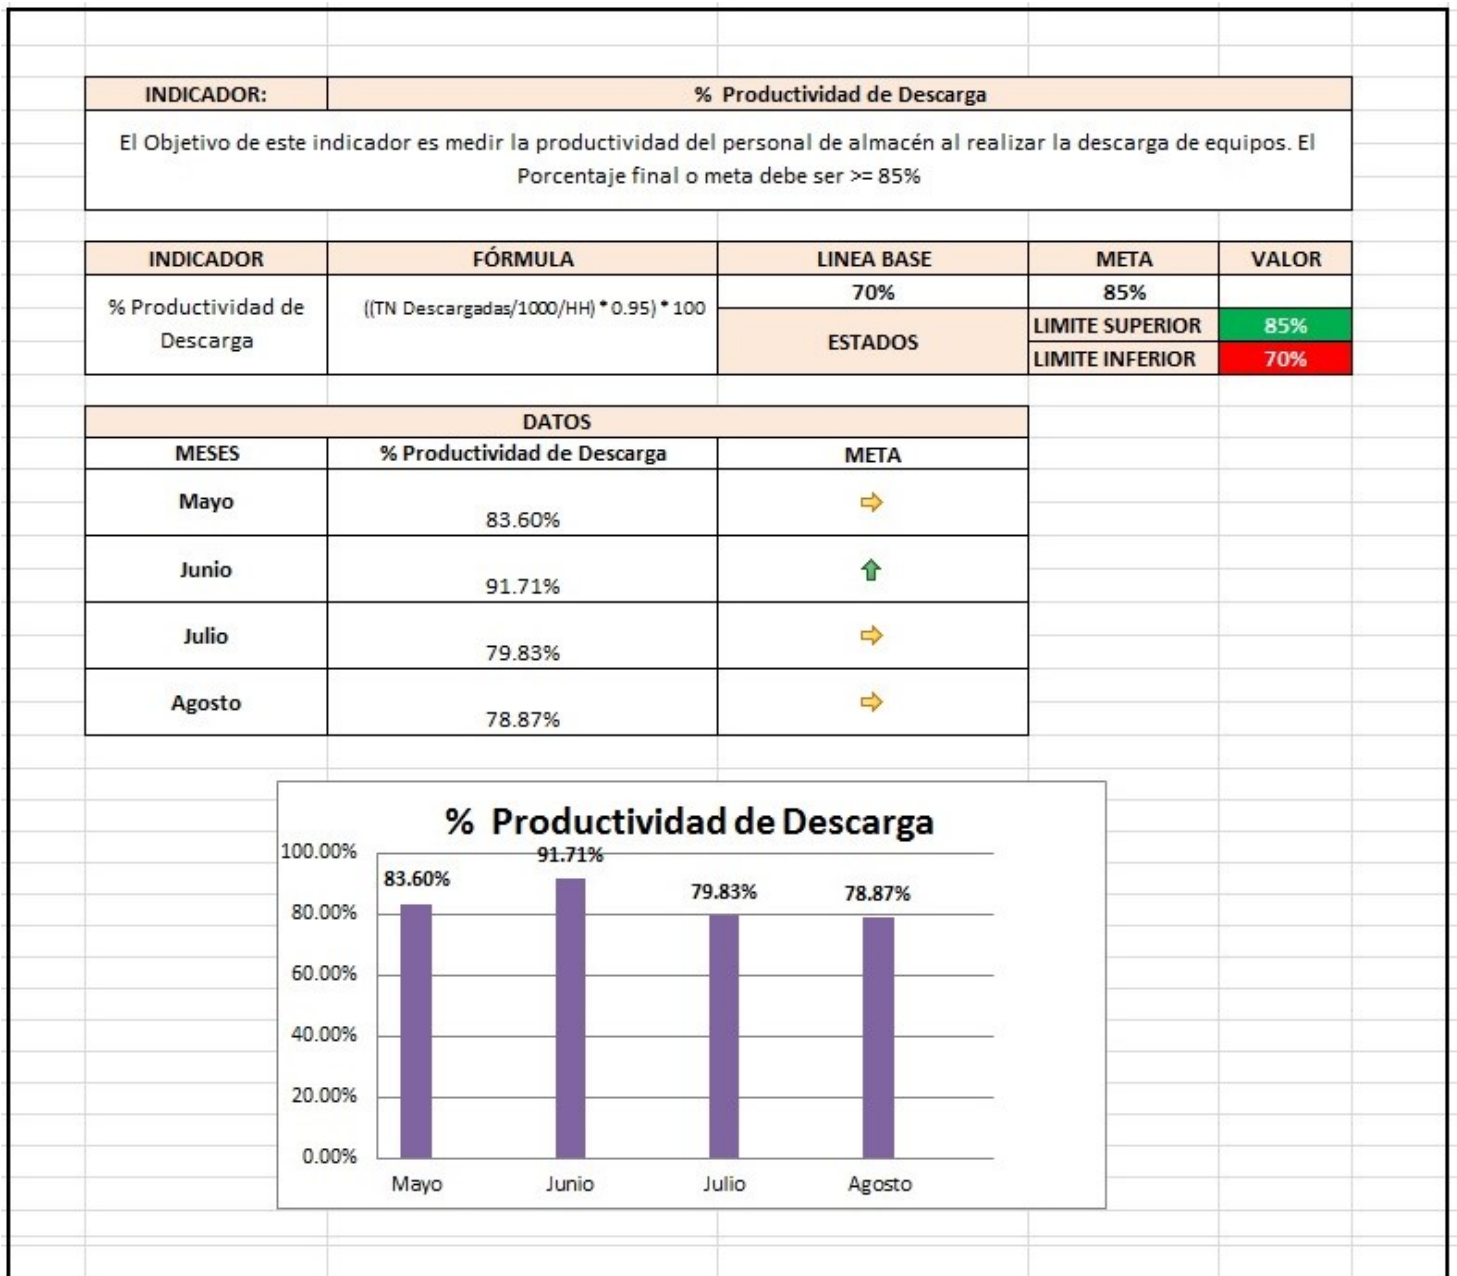 INDICADOR: % Productividad de Descarga
El Objetivo de este indicador es medir la productividad del personal de almacén al realizar la descarga de equipos. El
Porcentaje final o meta debe ser >= 85%
INDICADOR FÓRMULA LINEA BASE META VALOR
% Productividad de
Descarga
((TN Descargadas/1000/HH) * 0.95) * 100
70% 85%
ESTADOS
LIMITE SUPERIOR 85%
LIMITE INFERIOR 70%
DATOS
MESES % Productividad de Descarga META
Mayo 83.60%
Junio 91.71%
Julio 79.83%
Agosto 78.87%
% Productividad de Descarga
100.00%
80.00%
60.00%
40.00%
20.00%
0.00%
83.60% 91.71% 79.83% 78.87%
Mayo Junio Julio Agosto